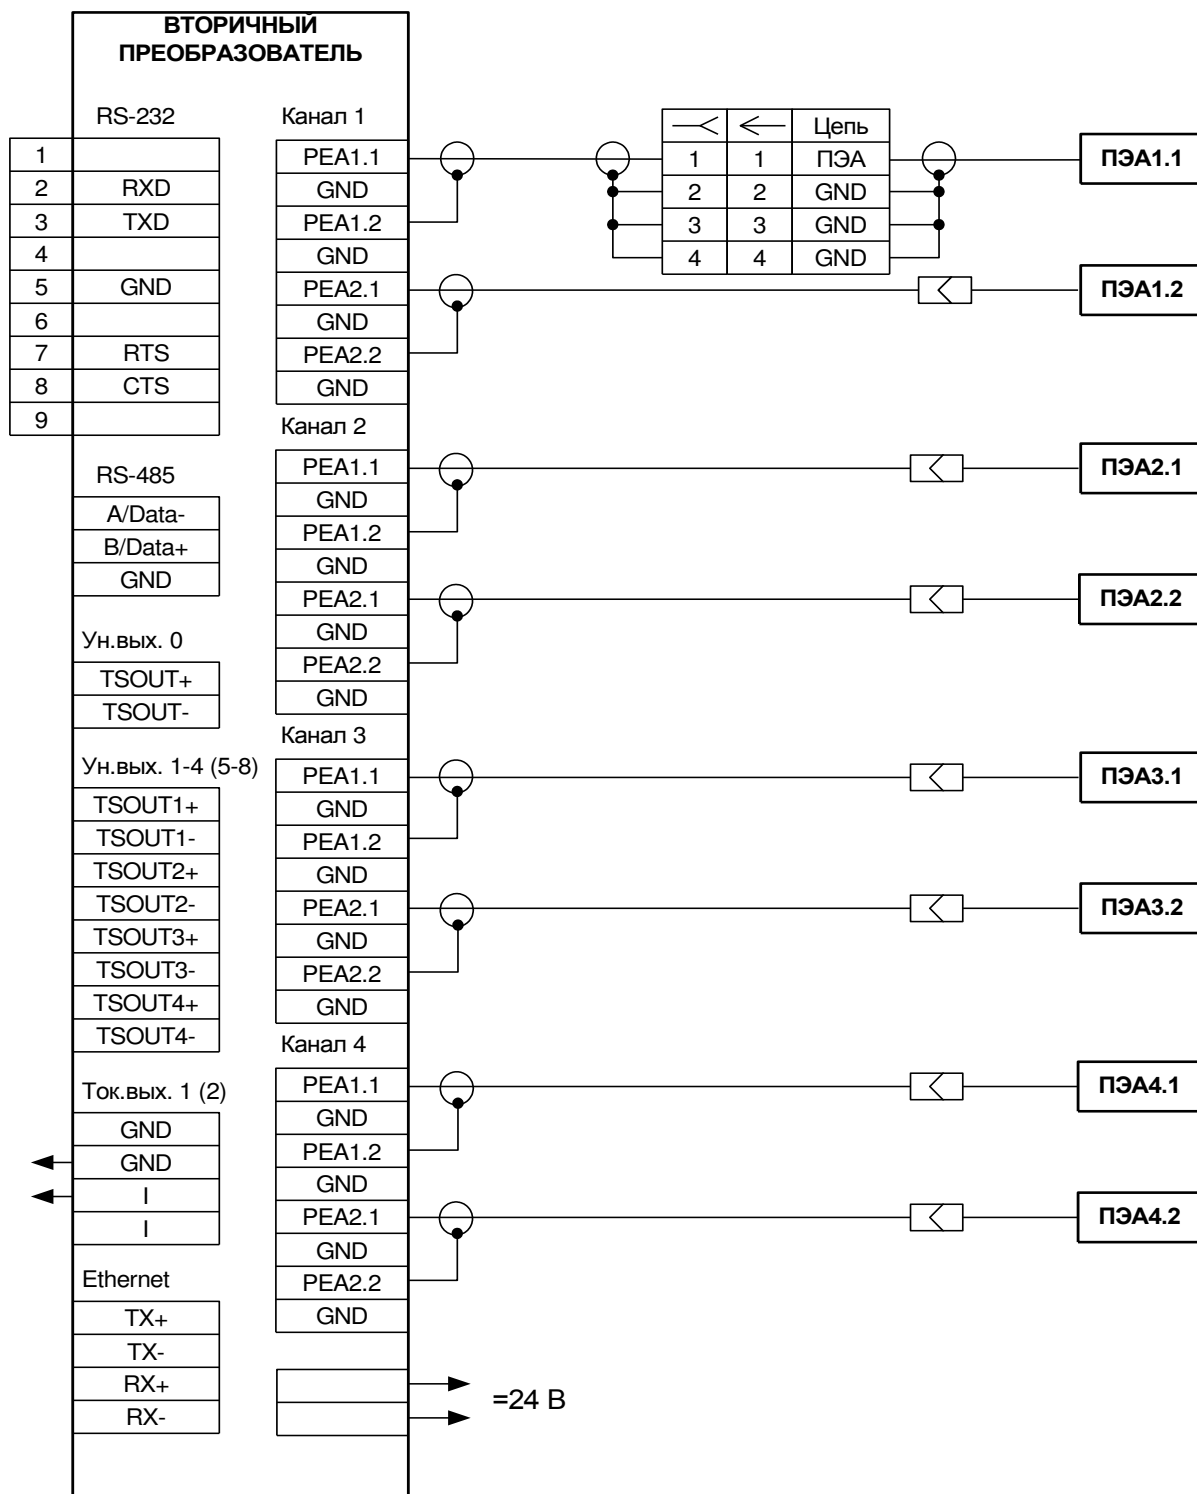 ВТОРИЧНЫЙ
ПРЕОБРАЗОВАТЕЛЬ
RS-232
1
2 RXD
3 TXD
4
5 GND
6
7 RTS
8 CTS
9
RS-485
A/Data-
B/Data+
GND
Ун.вых. 0
TSOUT+
TSOUT-
Ун.вых. 1-4 (5-8)
TSOUT1+
TSOUT1-
TSOUT2+
TSOUT2-
TSOUT3+
TSOUT3-
TSOUT4+
TSOUT4-
Ток.вых. 1 (2)
GND
GND
I
I
Ethernet
TX+
TX-
RX+
RX-
Канал 1
PEA1.1
GND
PEA1.2
GND
PEA2.1
GND
PEA2.2
GND
Канал 2
PEA1.1
GND
PEA1.2
GND
PEA2.1
GND
PEA2.2
GND
Канал 3
PEA1.1
GND
PEA1.2
GND
PEA2.1
GND
PEA2.2
GND
Канал 4
PEA1.1
GND
PEA1.2
GND
PEA2.1
GND
PEA2.2
GND
=24 В
Цепь
1 1 ПЭА
2 2 GND
3 3 GND
4 4 GND
ПЭА1.1
ПЭА1.2
ПЭА2.1
ПЭА2.2
ПЭА3.1
ПЭА3.2
ПЭА4.1
ПЭА4.2